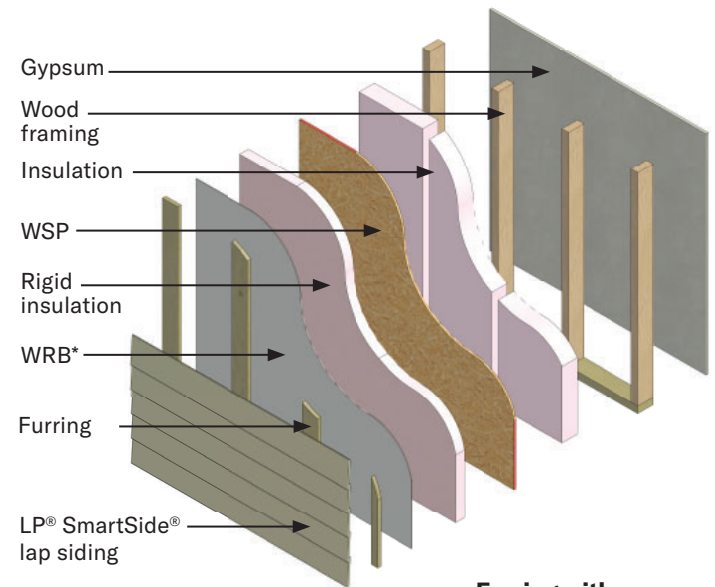 Gypsum
Wood
framing
Insulation
WSP
Rigid
insulation
WRB*
Furring
LP® SmartSide®
lap siding